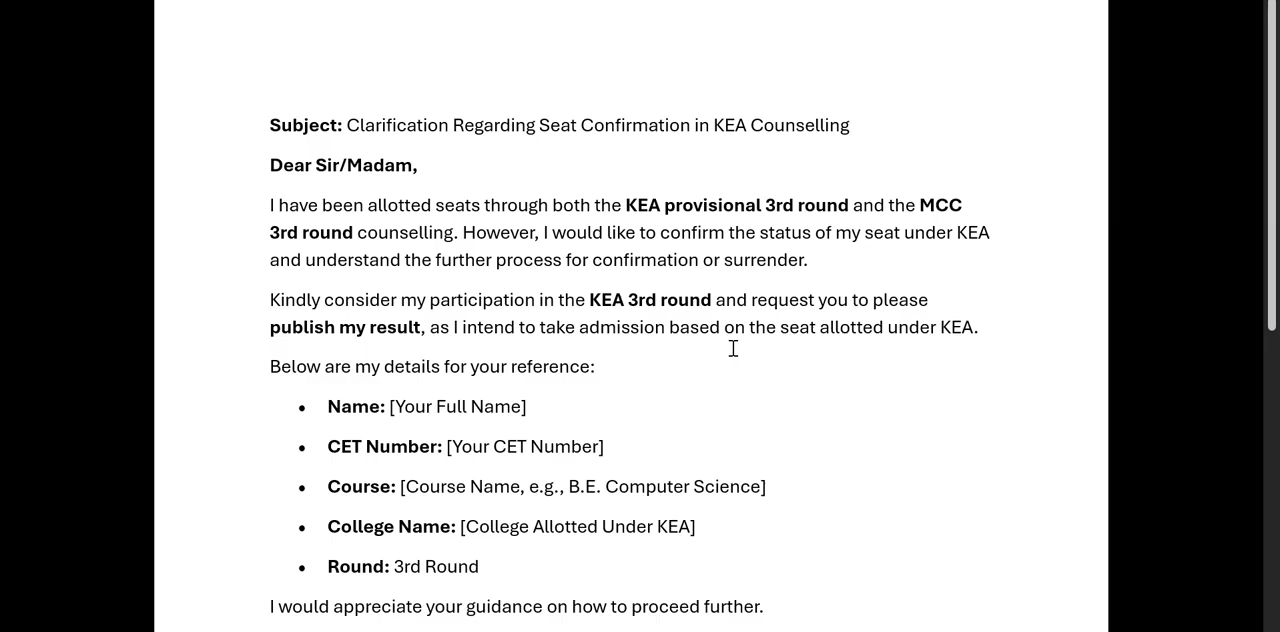 Subject: Clarification Regarding Seat Confirmation in KEA Counselling
Dear Sir/Madam,
I have been allotted seats through both the KEA provisional 3rd round and the MCC
3rd round counselling. However, I would like to confirm the status of my seat under KEA
and understand the further process for confirmation or surrender.
Kindly consider my participation in the KEA 3rd round and request you to please
publish my result, as I intend to take admission based on the seat allotted under KEA.
Below are my details for your reference:
• Name: [Your Full Name]
• CET Number: [Your CET Number]
• Course: [Course Name, e.g., B.E. Computer Science]
• College Name: [College Allotted Under KEA]
• Round: 3rd Round
I would appreciate your guidance on how to proceed further.